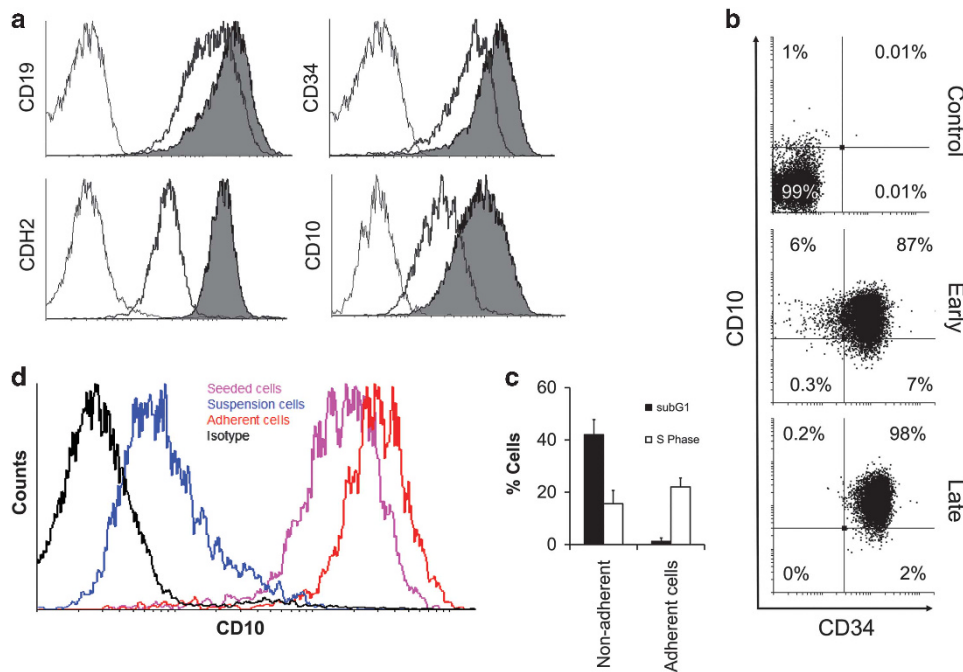 a
CD19
CD34
CDH2
CD10
b
1%
0.01%
99%
0.01%
Control
6%
87%
0.3%
7%
Early
0.2%
98%
0%
2%
Late
CD10
CD34
d
Seeded cells
Suspension cells
Adherent cells
Isotype
Counts
CD10
c
60
40
20
0
% Cells
subG1
S Phase
Non-adherent
Adherent cells